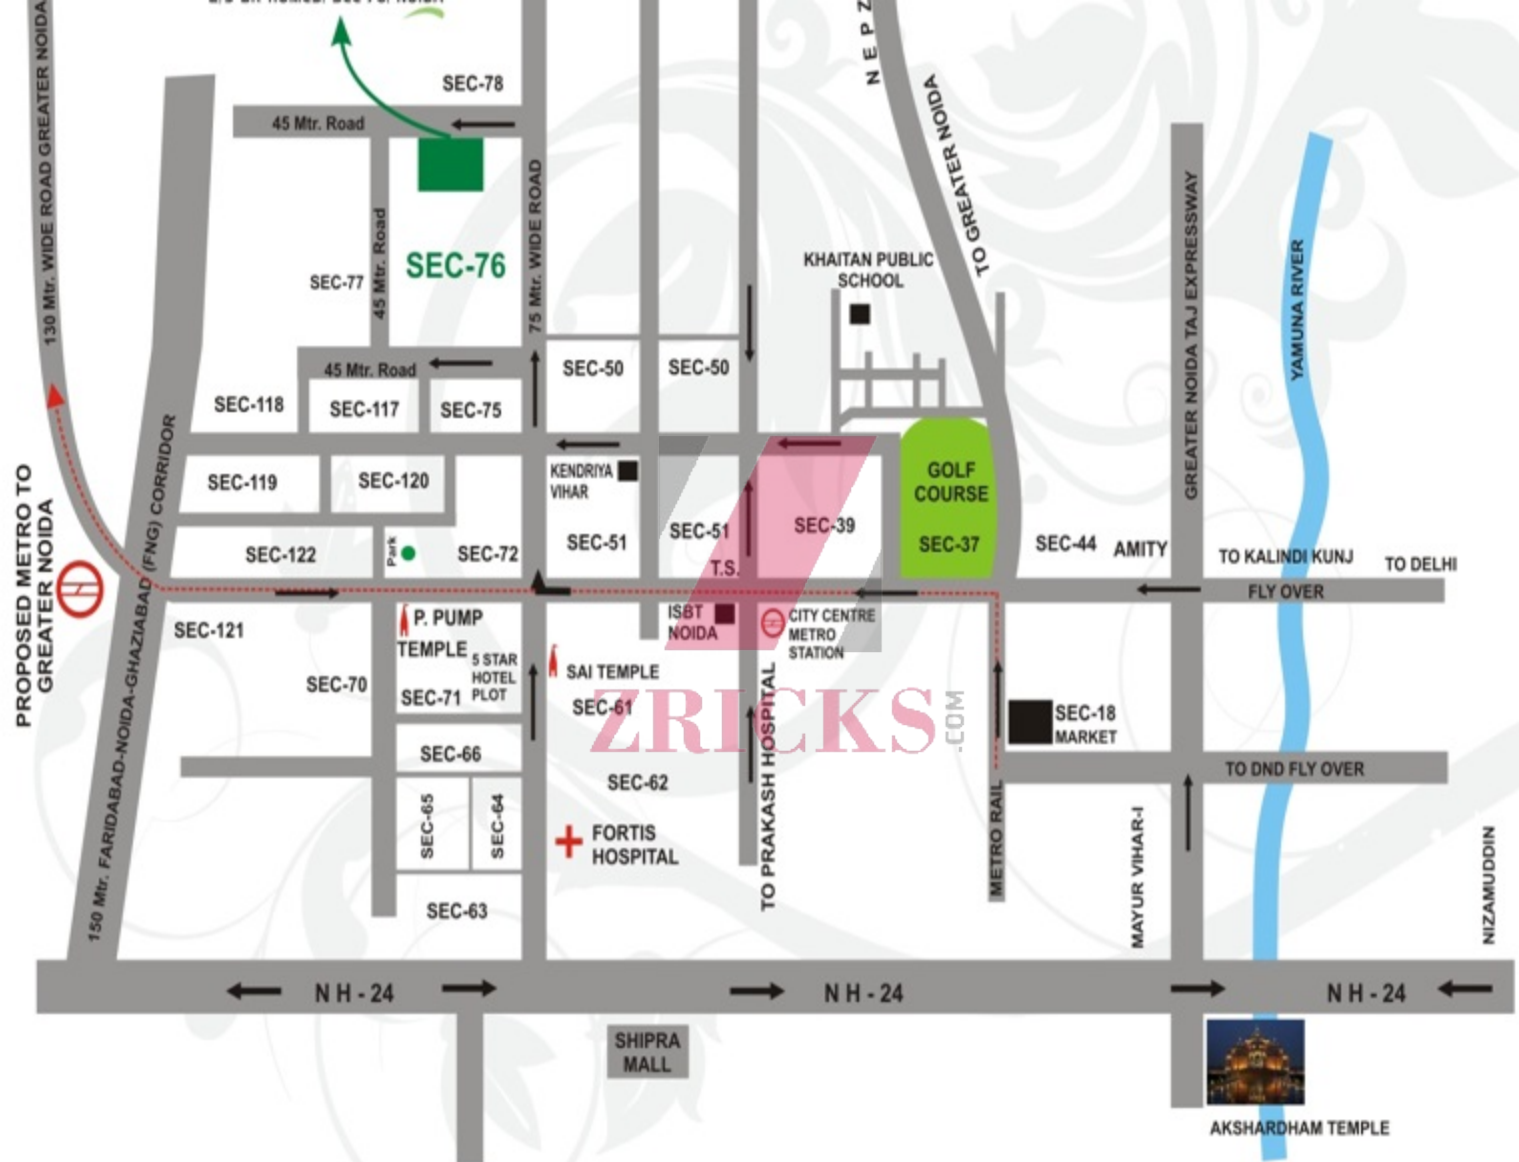 SEC-78
45 Mtr. Road
130 Mtr. WIDE ROAD GREATER NOIDA
45 Mtr. Road
SEC-76
SEC-77
75 Mtr. WIDE ROAD
NEPZ
TO GREATER NOIDA
KHAITAN PUBLIC
SCHOOL
GREATER NOIDA TAJ EXPRESSWAY
YAMUNA RIVER
45 Mtr. Road
SEC-50
SEC-50
SEC-118
SEC-117
SEC-75
SEC-119
SEC-120
KENDRIYA
VIHAR
GOLF
COURSE
SEC-37
SEC-39
SEC-51
SEC-51
T.S.
SEC-122
Park
SEC-72
SEC-44
AMITY
TO KALINDI KUNJ
TO DELHI
FLY OVER
PROPOSED METRO TO
GREATER NOIDA
150 Mtr. FARIDABAD-NOIDA-GHAZIABAD (FNG) CORRIDOR
SEC-121
P. PUMP
TEMPLE
5 STAR
HOTEL
PLOT
SEC-70
SEC-71
SAI TEMPLE
SEC-61
ISBT
NOIDA
CITY CENTRE
METRO
STATION
ZRICKS
.COM
SEC-18
MARKET
SEC-66
SEC-62
TO DND FLY OVER
SEC-65
SEC-64
FORTIS
HOSPITAL
TO PRAKASH HOSPITAL
METRO RAIL
MAYUR VIHAR-I
NIZAMUDDIN
SEC-63
NH-24
NH-24
NH-24
SHIPRA
MALL
AKSHARDHAM TEMPLE